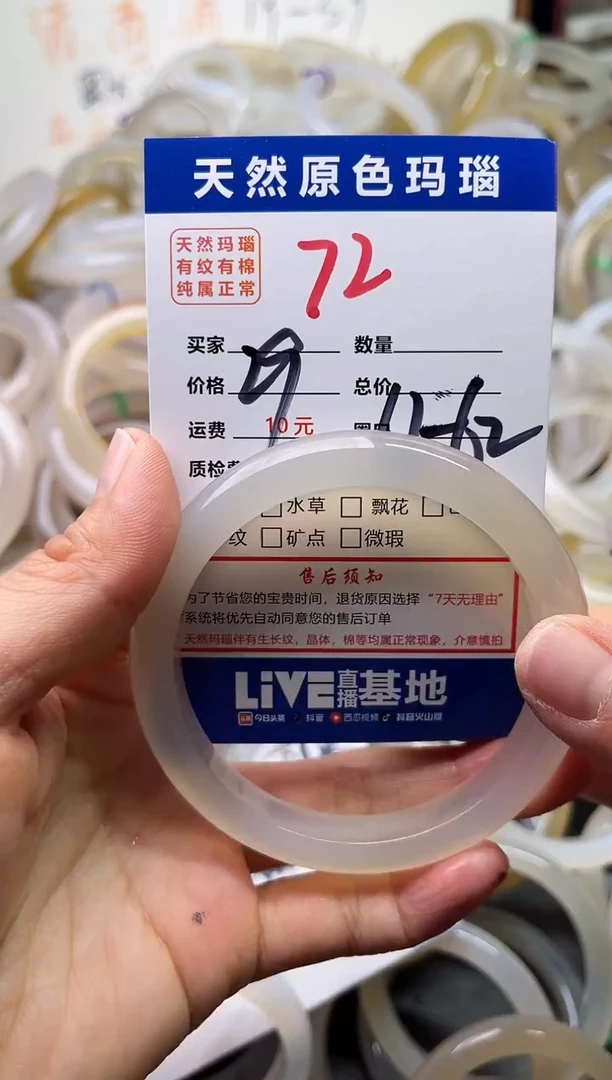 天然原色玛瑙
天然玛瑙
有纹有棉
纯属正常
72
买家 数量
价格 总价
运费 10元
质检费
水草 飘花
纹 矿点 微瑕
售后须知
为了节省您的宝贵时间，退货原因选择“7天无理由”
系统将优先自动同意您的售后订单
天然玛瑙伴有生长纹，晶体，棉等均属正常现象，介意慎拍
LiVE直播基地
头条 今日头条 抖音 西瓜视频 抖音火山版